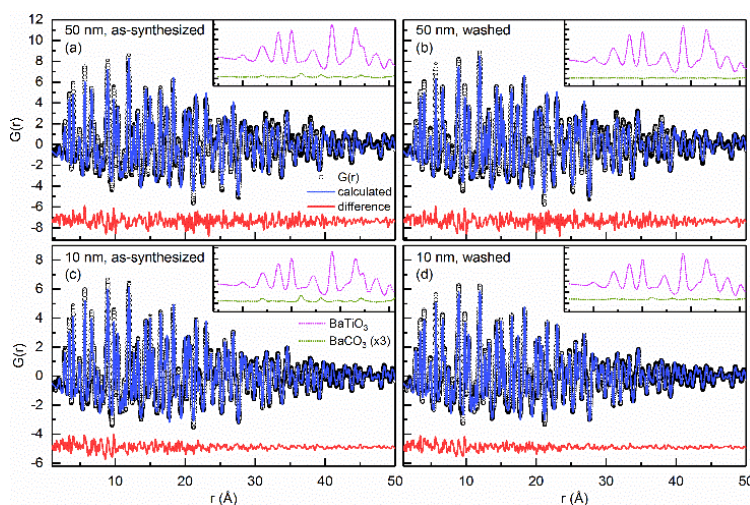 50 nm, as-synthesized
(a)
50 nm, washed
(b)
G(r)
12
10
8
6
4
2
0
-2
-4
-6
-8
G(r)
calculated
difference
10 nm, as-synthesized
(c)
10 nm, washed
(d)
BaTiO3
BaCO3 (x3)
G(r)
8
6
4
2
0
-2
-4
-6
10 20 30 40 50
10 20 30 40 50
r (Å)
r (Å)